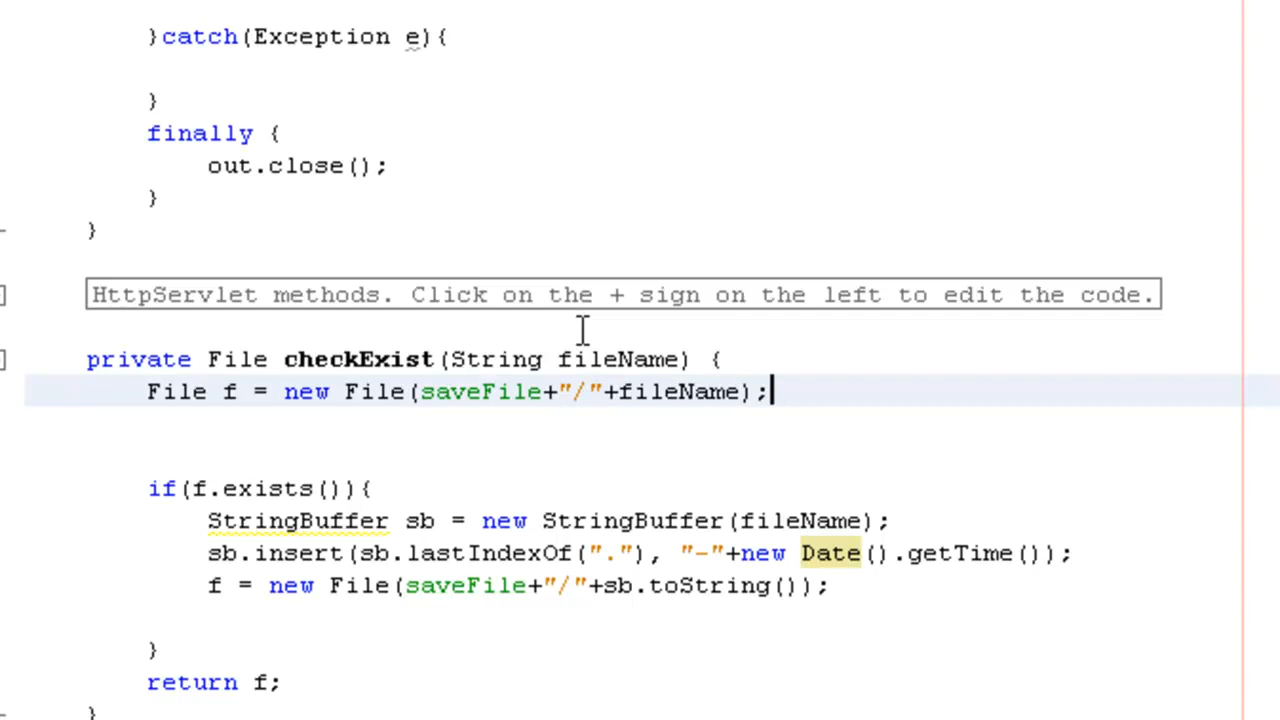 }catch(Exception e){
}
finally {
out.close();
}
}
HttpServlet methods. Click on the + sign on the left to edit the code.
private File checkExist(String fileName) {
File f = new File(saveFile+"/"+fileName);
if(f.exists()){
StringBuffer sb = new StringBuffer(fileName);
sb.insert(sb.lastIndexOf("."), "-"+new Date().getTime());
f = new File(saveFile+"/"+sb.toString());
}
return f;
}